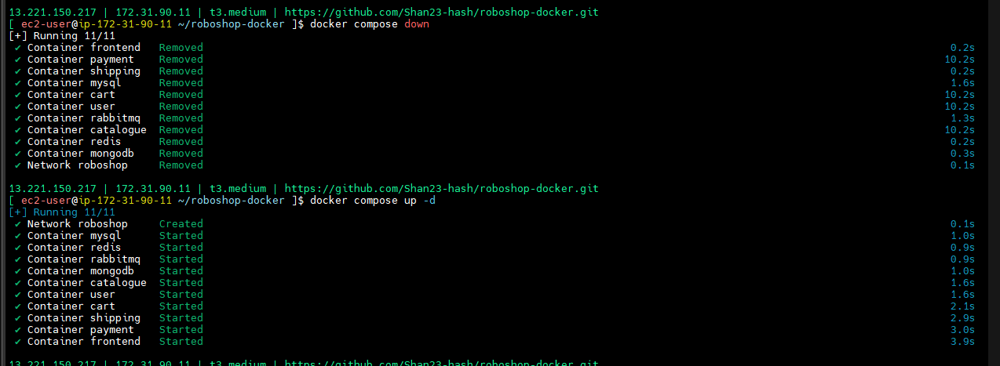 13.221.150.217 | 172.31.90.11 | t3.medium | https://github.com/Shan23-hash/roboshop-docker.git
[ ec2-user@ip-172-31-90-11 ~/roboshop-docker ]$ docker compose down
[+] Running 11/11
✔ Container frontend Removed 0.2s
✔ Container payment Removed 10.2s
✔ Container shipping Removed 0.2s
✔ Container mysql Removed 1.6s
✔ Container cart Removed 10.2s
✔ Container user Removed 10.2s
✔ Container rabbitmq Removed 1.3s
✔ Container catalogue Removed 10.2s
✔ Container redis Removed 0.2s
✔ Container mongodb Removed 0.3s
✔ Network roboshop Removed 0.1s
13.221.150.217 | 172.31.90.11 | t3.medium | https://github.com/Shan23-hash/roboshop-docker.git
[ ec2-user@ip-172-31-90-11 ~/roboshop-docker ]$ docker compose up -d
[+] Running 11/11
✔ Network roboshop Created 0.1s
✔ Container mysql Started 1.0s
✔ Container redis Started 0.9s
✔ Container rabbitmq Started 0.9s
✔ Container mongodb Started 1.0s
✔ Container catalogue Started 1.6s
✔ Container user Started 1.6s
✔ Container cart Started 2.1s
✔ Container shipping Started 2.9s
✔ Container payment Started 3.0s
✔ Container frontend Started 3.9s
13.221.150.217 | 172.31.90.11 | t3.medium | https://github.com/Shan23-hash/roboshop-docker.git